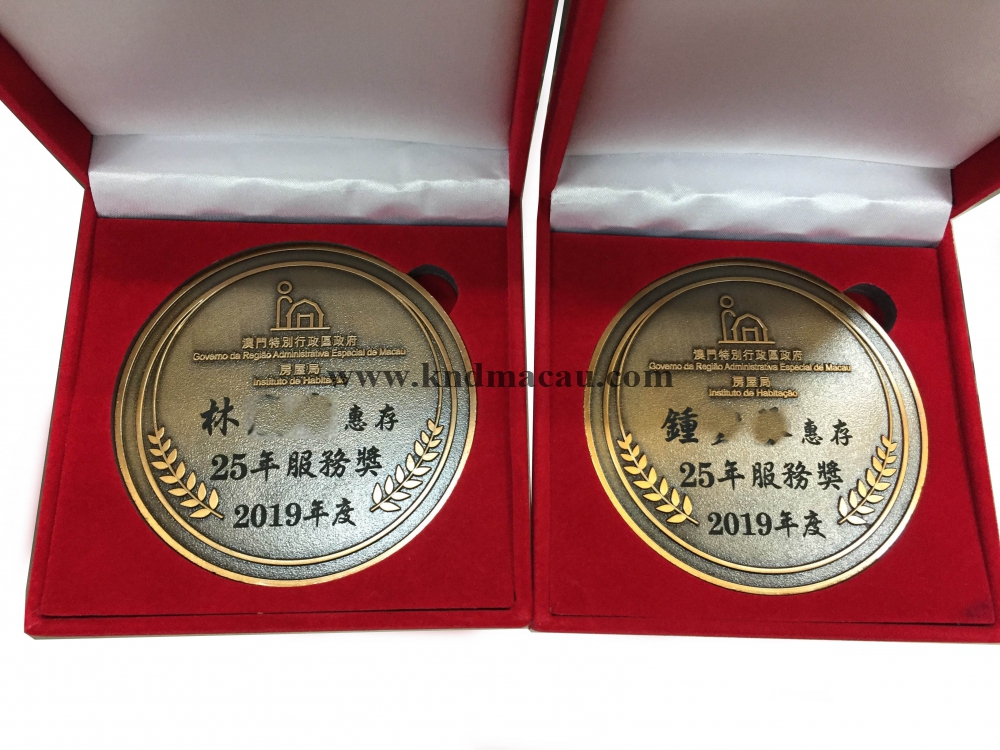 澳門特別行政區政府
Governo da Região Administrativa Especial de Macau
房屋局
Instituto de Habitação
林 惠存
25年服務獎
2019年度
澳門特別行政區政府
Governo da Região Administrativa Especial de Macau
房屋局
Instituto de Habitação
鍾 惠存
25年服務獎
2019年度
www.kndmacau.com